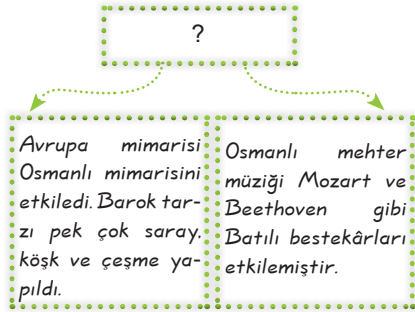 ?
Avrupa mimarisi
Osmanlı mimarisini
etkiledi. Barok tar-
zı pek çok saray,
köşk ve çeşme ya-
pıldı.
Osmanlı mehter
müziği Mozart ve
Beethoven gibi
Batılı bestekârları
etkilemiştir.